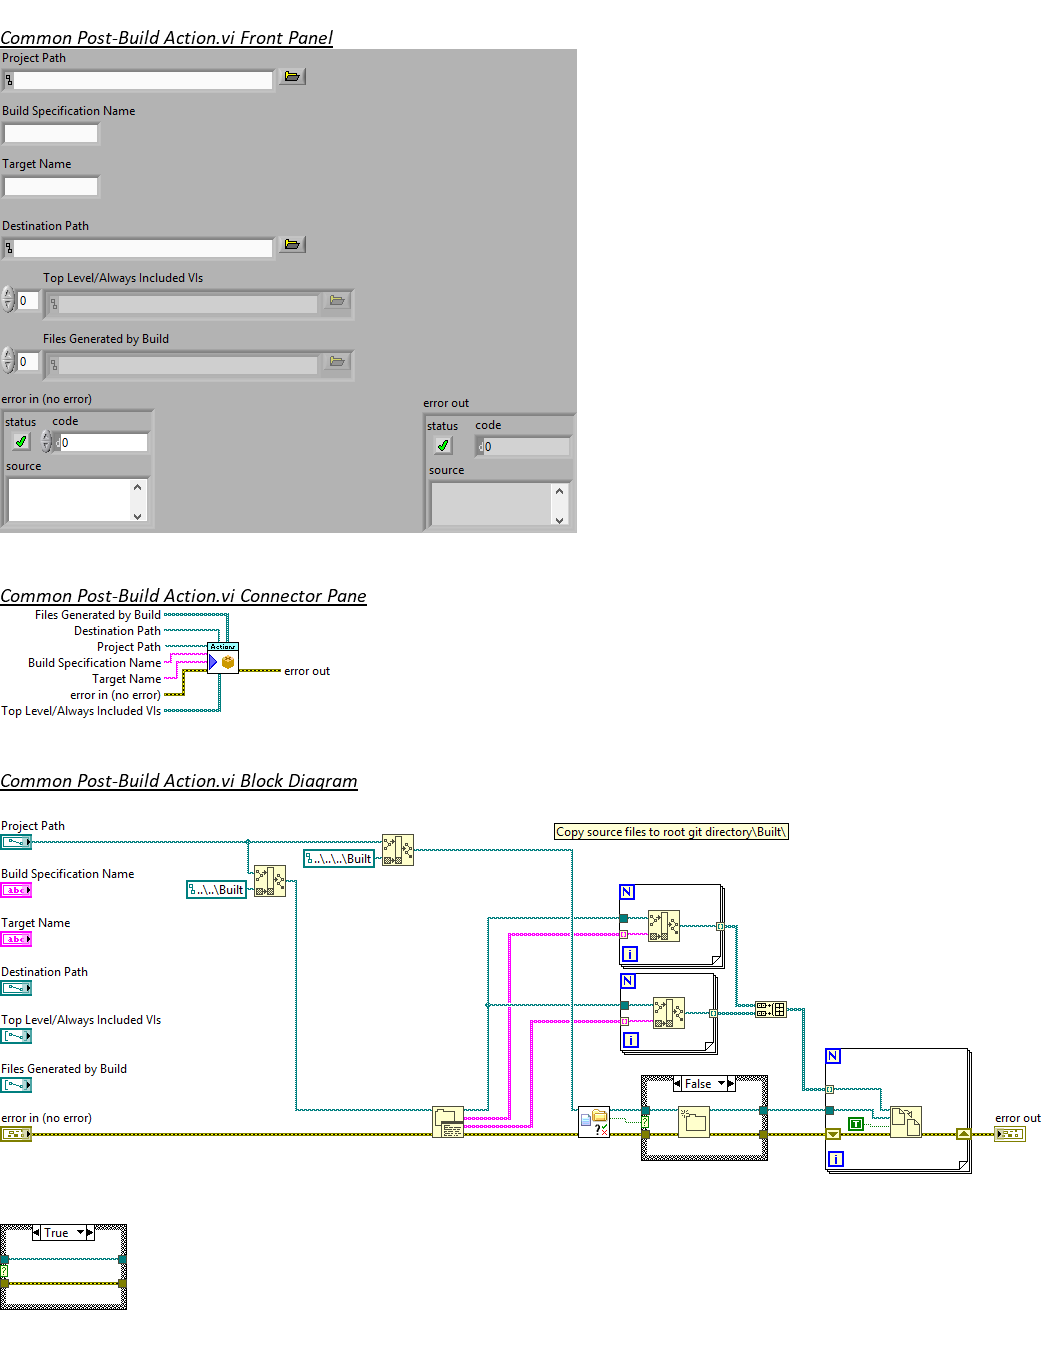 Common Post-Build Action.vi Front Panel
Project Path
Build Specification Name
Target Name
Destination Path
Top Level/Always Included VIs
0
Files Generated by Build
0
error in (no error)
status code
0
source
error out
status code
0
source
Common Post-Build Action.vi Connector Pane
Files Generated by Build
Destination Path
Project Path
Build Specification Name
Target Name
error in (no error)
Top Level/Always Included VIs
Actions
error out
Common Post-Build Action.vi Block Diagram
Project Path
Build Specification Name
abc
Target Name
abc
Destination Path
Top Level/Always Included VIs
Files Generated by Build
error in (no error)
..\..\Built
..\..\..\Built
Copy source files to root git directory\Built\
N
i
N
i
False
?
N
T
i
error out
True
?